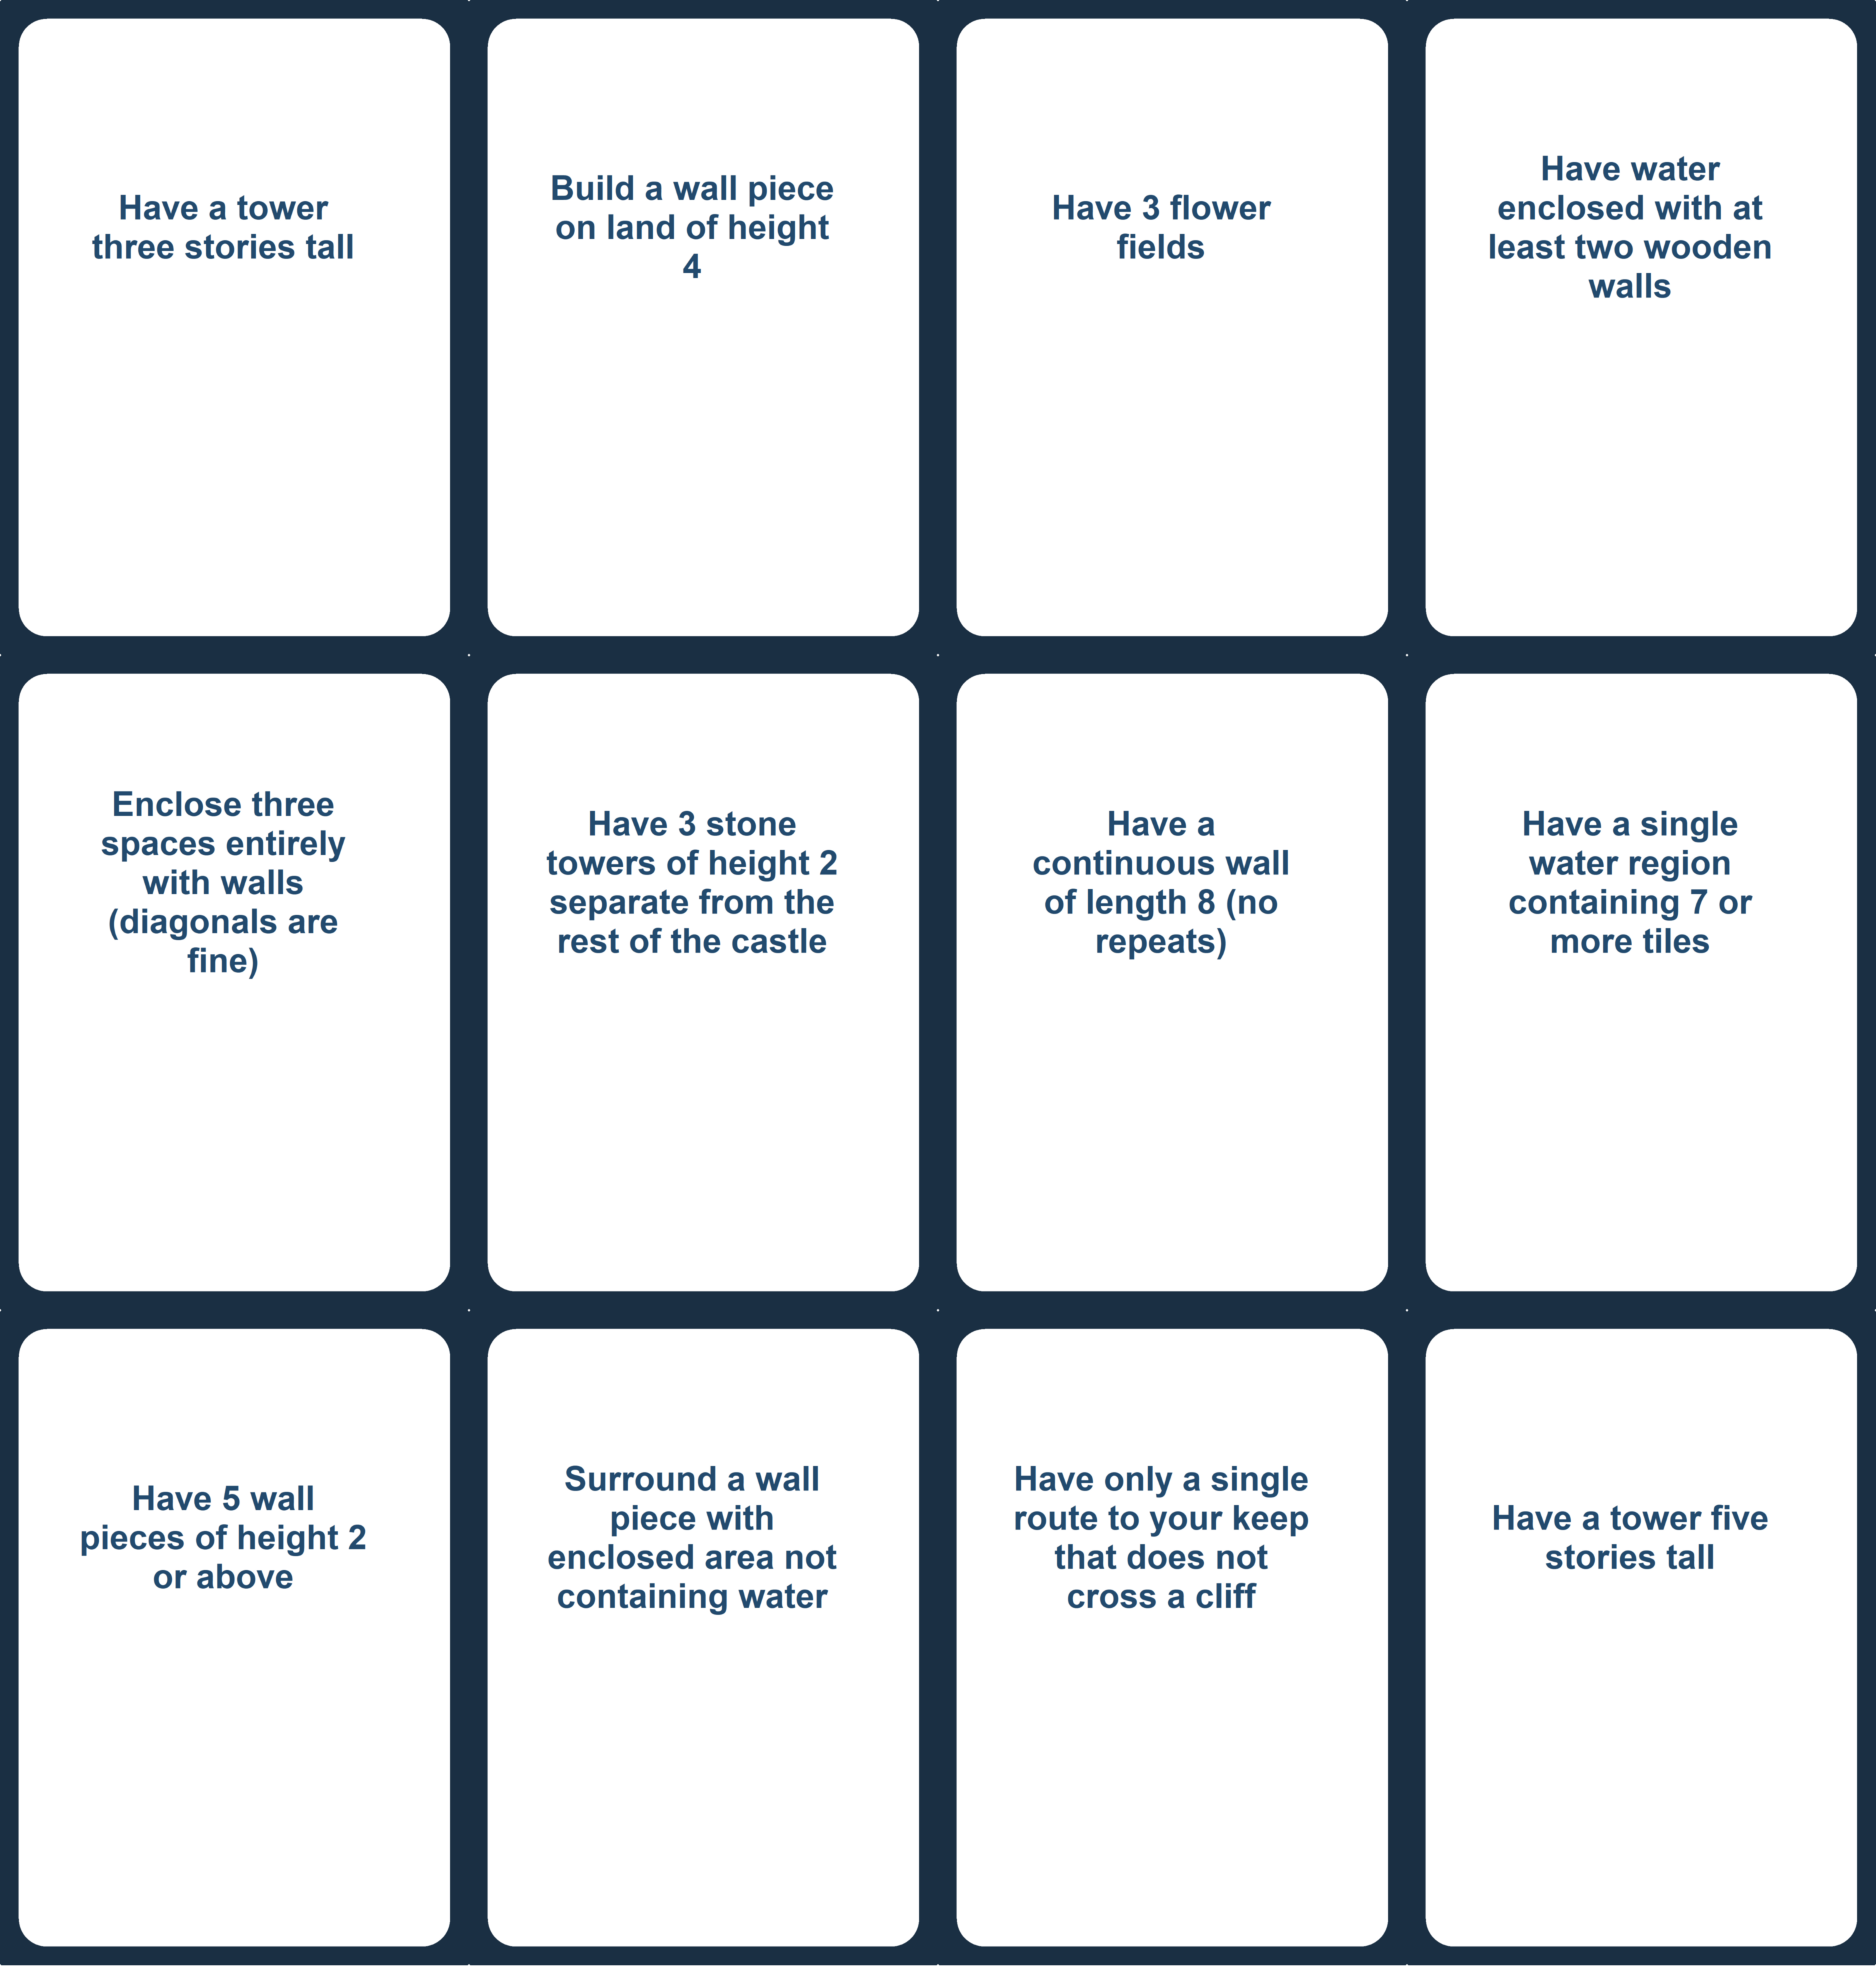 Have a tower
three stories tall
Build a wall piece
on land of height
4
Have 3 flower
fields
Have water
enclosed with at
least two wooden
walls
Enclose three
spaces entirely
with walls
(diagonals are
fine)
Have 3 stone
towers of height 2
separate from the
rest of the castle
Have a
continuous wall
of length 8 (no
repeats)
Have a single
water region
containing 7 or
more tiles
Have 5 wall
pieces of height 2
or above
Surround a wall
piece with
enclosed area not
containing water
Have only a single
route to your keep
that does not
cross a cliff
Have a tower five
stories tall